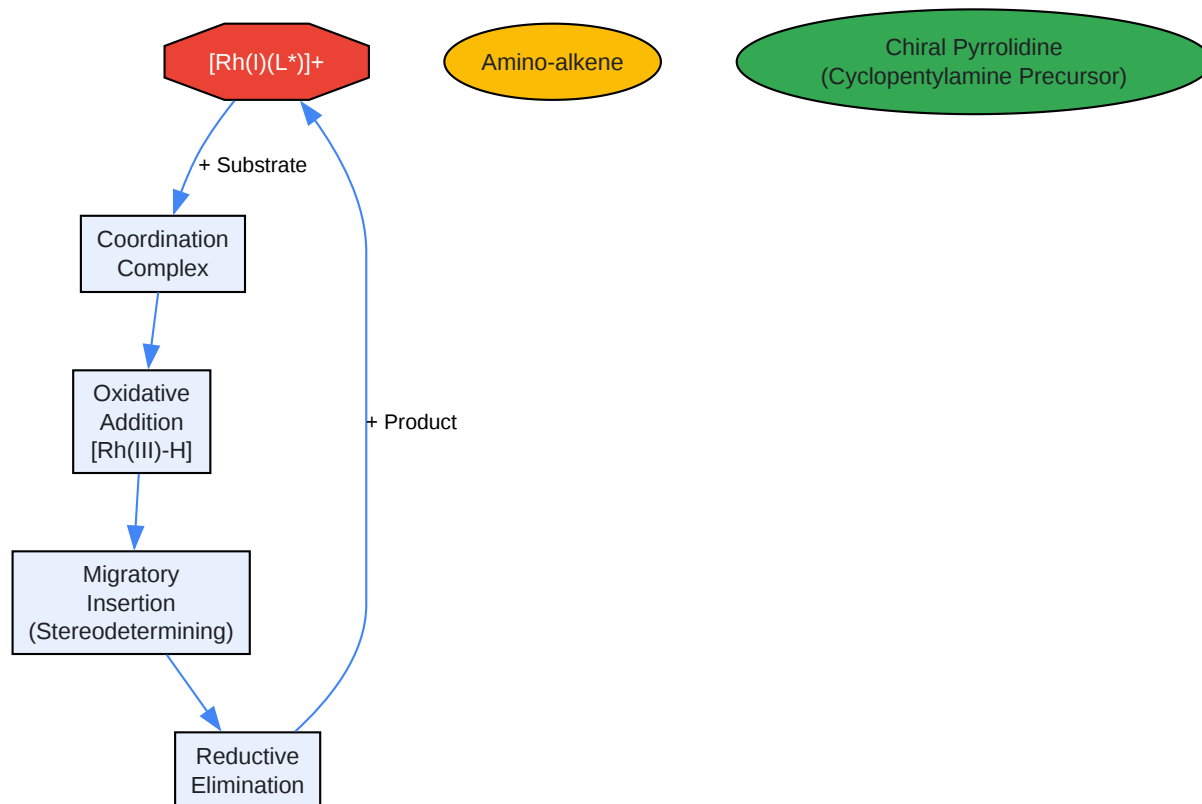 [Rh(I)(L*)]+
Amino-alkene
Chiral Pyrrolidine
(Cyclopentylamine Precursor)
+ Substrate
Coordination
Complex
Oxidative
Addition
[Rh(III)-H]
+ Product
Migratory
Insertion
(Stereodetermining)
Reductive
Elimination